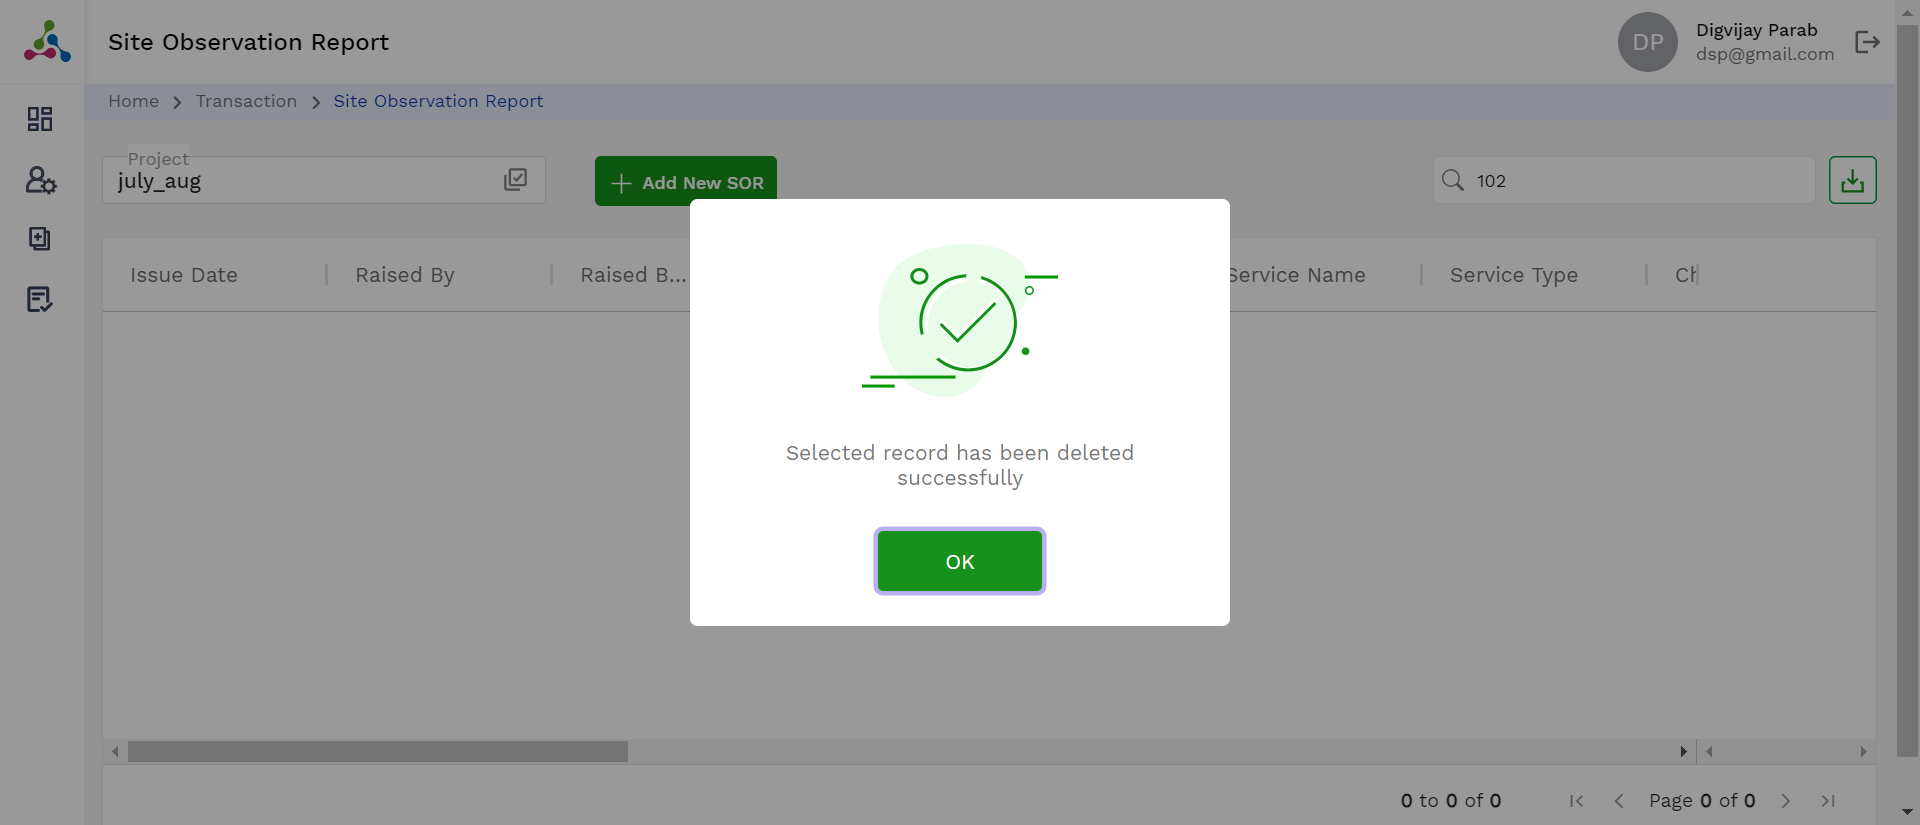 Site Observation Report
DP
Digvijay Parab
dsp@gmail.com
Home
Transaction
Site Observation Report
Project
july_aug
Add New SOR
102
Issue Date
Raised By
Raised B...
Service Name
Service Type
Selected record has been deleted
successfully
OK
0 to 0 of 0
Page 0 of 0